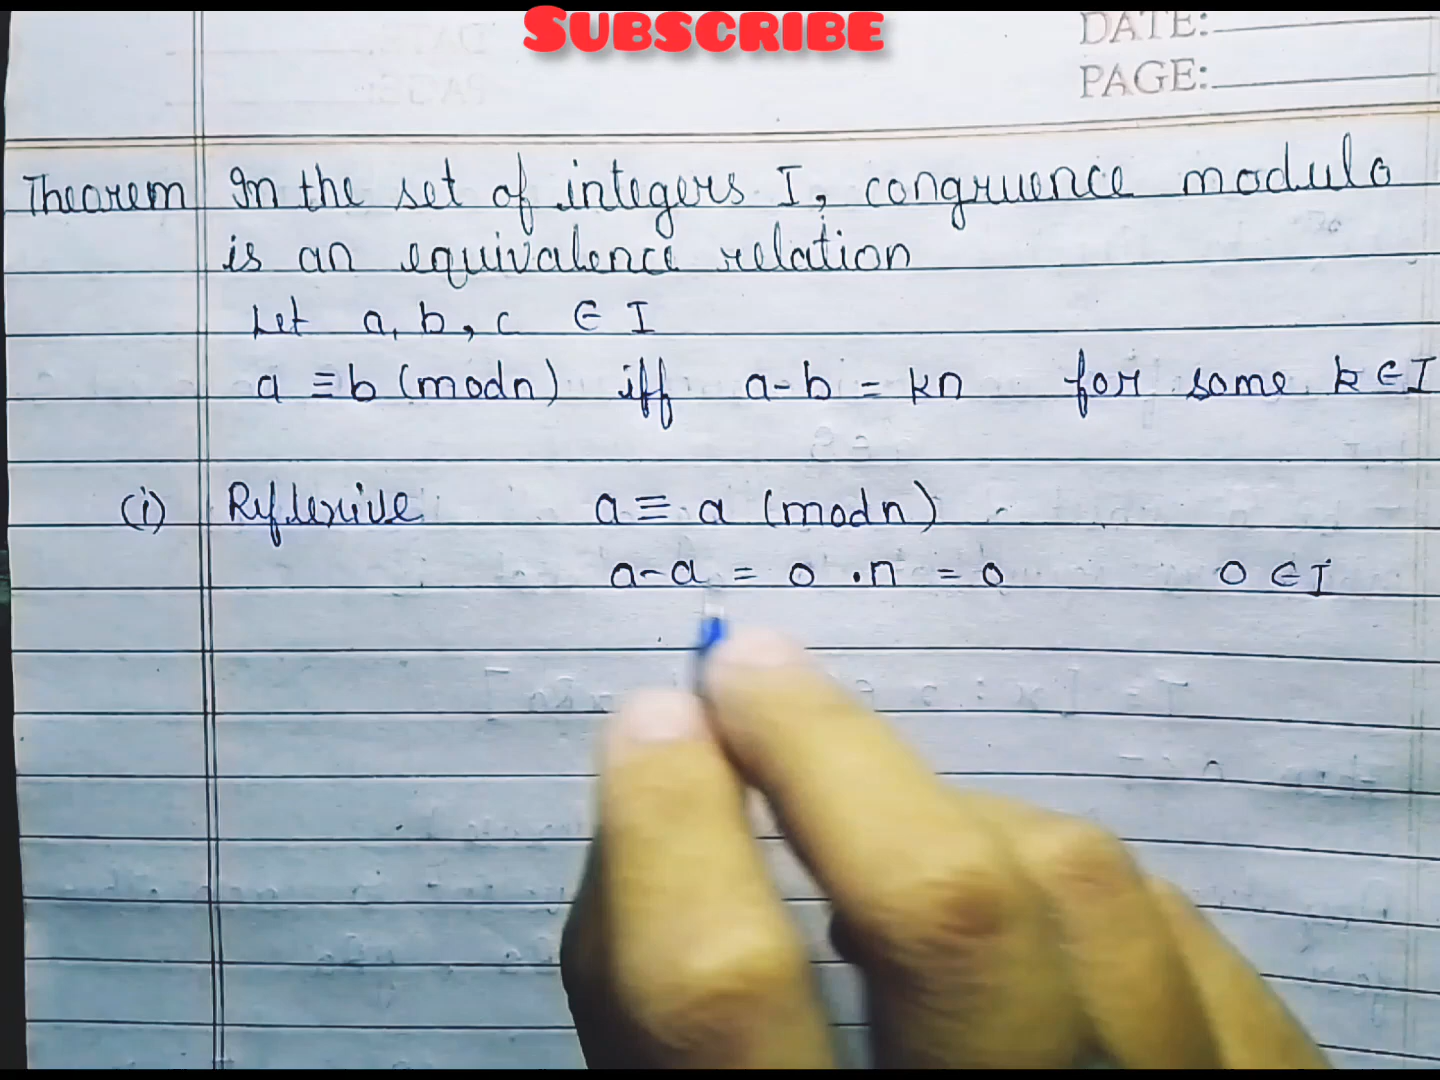 SUBSCRIBE
DATE:
PAGE:
Theorem In the set of integers I, congruence modulo
is an equivalence relation
Let a, b, c ∈ I
a ≡ b (mod n) iff a-b = kn for some k ∈ I
(i) Reflexive a ≡ a (mod n)
a-a = 0 .n = 0 0 ∈ I